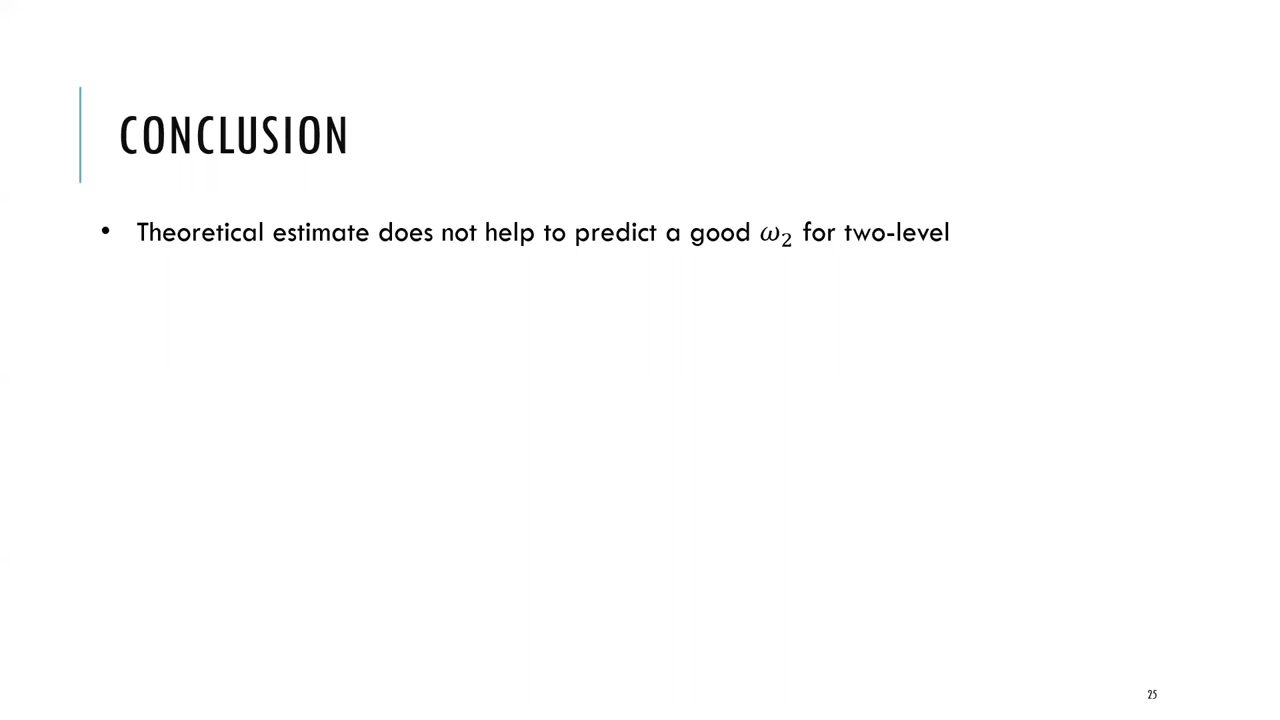 CONCLUSION
• Theoretical estimate does not help to predict a good 𝜔₂ for two-level
25